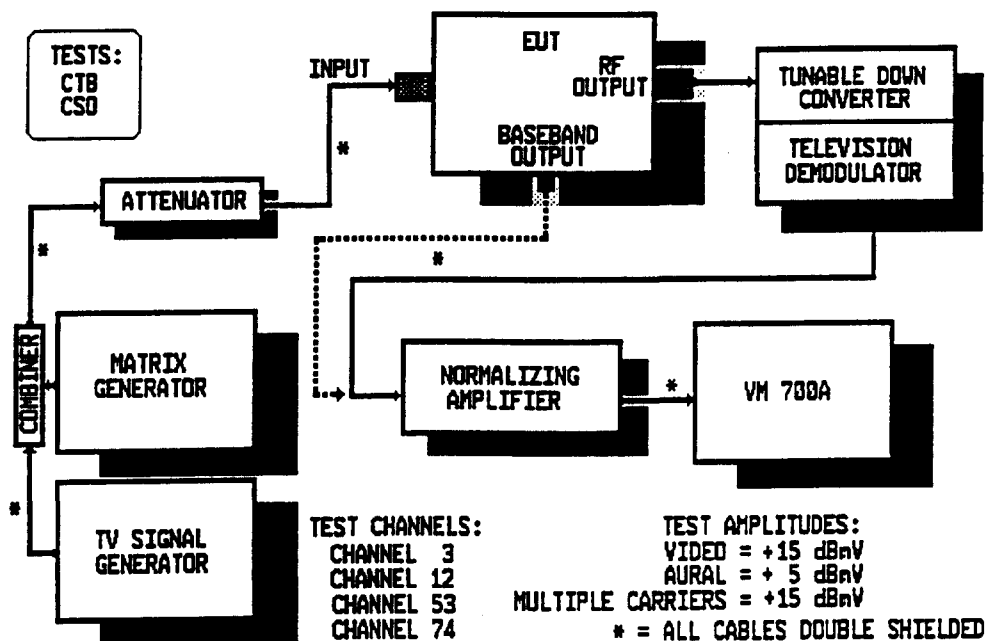 TESTS:
CTB
CSO
INPUT
EUT
RF
OUTPUT
BASEBAND
OUTPUT
TUNABLE DOWN
CONVERTER
TELEVISION
DEMODULATOR
ATTENUATOR
*
*
*
COMBINER
MATRIX
GENERATOR
NORMALIZING
AMPLIFIER
*
VM 700A
*
TV SIGNAL
GENERATOR
TEST CHANNELS:
CHANNEL 3
CHANNEL 12
CHANNEL 53
CHANNEL 74
TEST AMPLITUDES:
VIDEO = +15 dBmV
AURAL = + 5 dBmV
MULTIPLE CARRIERS = +15 dBmV
* = ALL CABLES DOUBLE SHIELDED